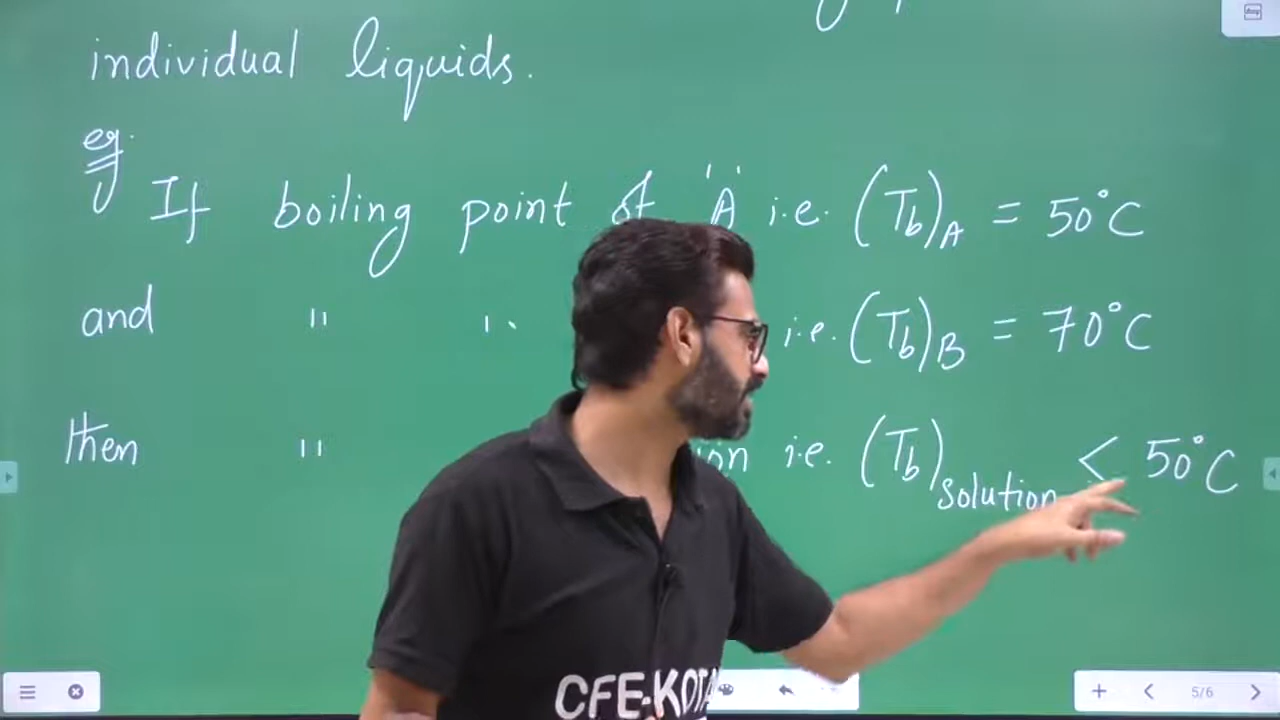 individual liquids.
eg.
If boiling point of 'A' i.e. (Tb)A = 50°C
and " " i.e. (Tb)B = 70°C
then " i.e. (Tb)solution < 50°C
CFE-KOTA
5/6